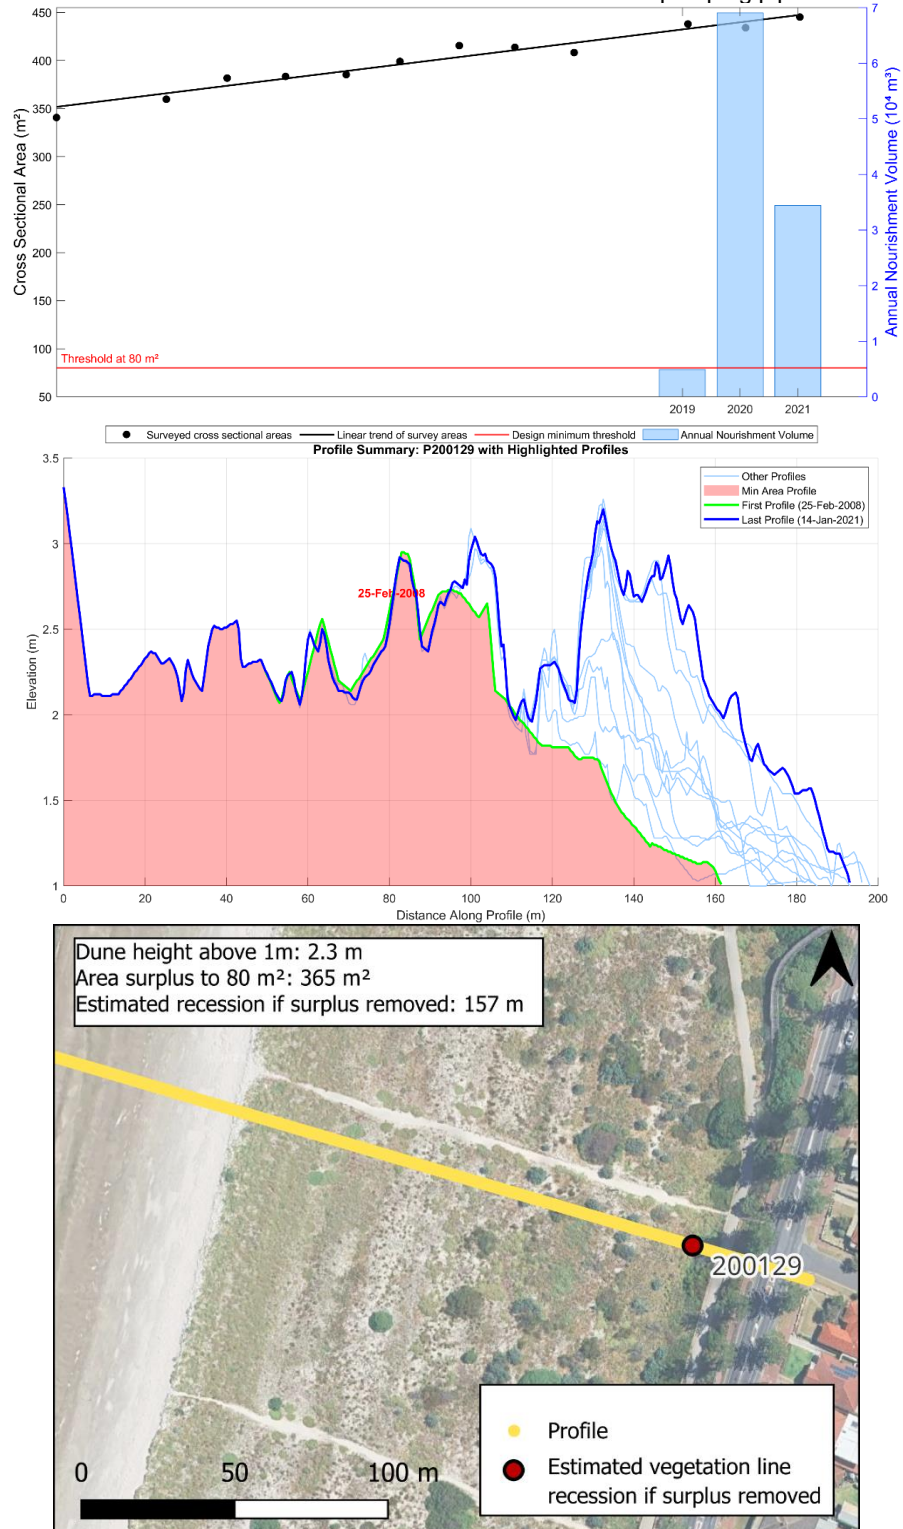 450
400
350
300
250
200
150
100
50
Cross Sectional Area (m²)
Threshold at 80 m²
7
6
5
4
3
2
1
0
Annual Nourishment Volume (10⁴ m³)
2019 2020 2021
Surveyed cross sectional areas Linear trend of survey areas Design minimum threshold Annual Nourishment Volume
Profile Summary: P200129 with Highlighted Profiles
3.5
3
2.5
2
1.5
1
Elevation (m)
Other Profiles
Min Area Profile
First Profile (25-Feb-2008)
Last Profile (14-Jan-2021)
25-Feb-2008
0 20 40 60 80 100 120 140 160 180 200
Distance Along Profile (m)
Dune height above 1m: 2.3 m
Area surplus to 80 m²: 365 m²
Estimated recession if surplus removed: 157 m
200129
Profile
Estimated vegetation line
recession if surplus removed
0 50 100 m